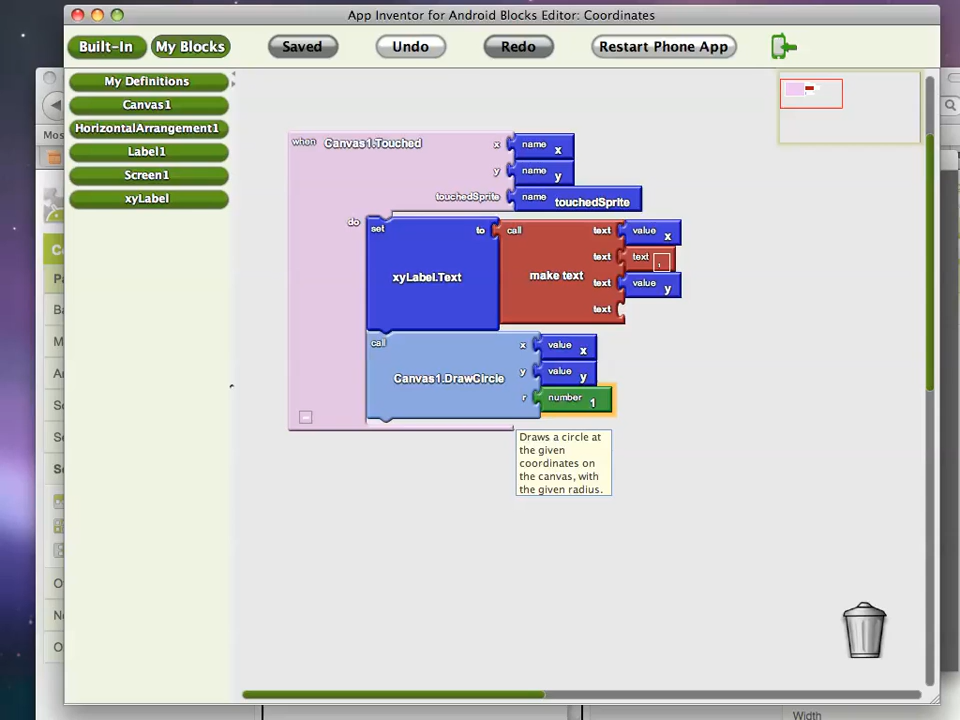 App Inventor for Android Blocks Editor: Coordinates
Built-In
My Blocks
Saved
Undo
Redo
Restart Phone App
My Definitions
Canvas1
HorizontalArrangement1
Label1
Screen1
xyLabel
when Canvas1.Touched x name x
y name y
touchedSprite name touchedSprite
do
set xyLabel.Text to call make text text value x
text text ,
text value y
text
call Canvas1.DrawCircle x value x
y value y
r number 1
Draws a circle at
the given
coordinates on
the canvas, with
the given radius.
Mos
Width